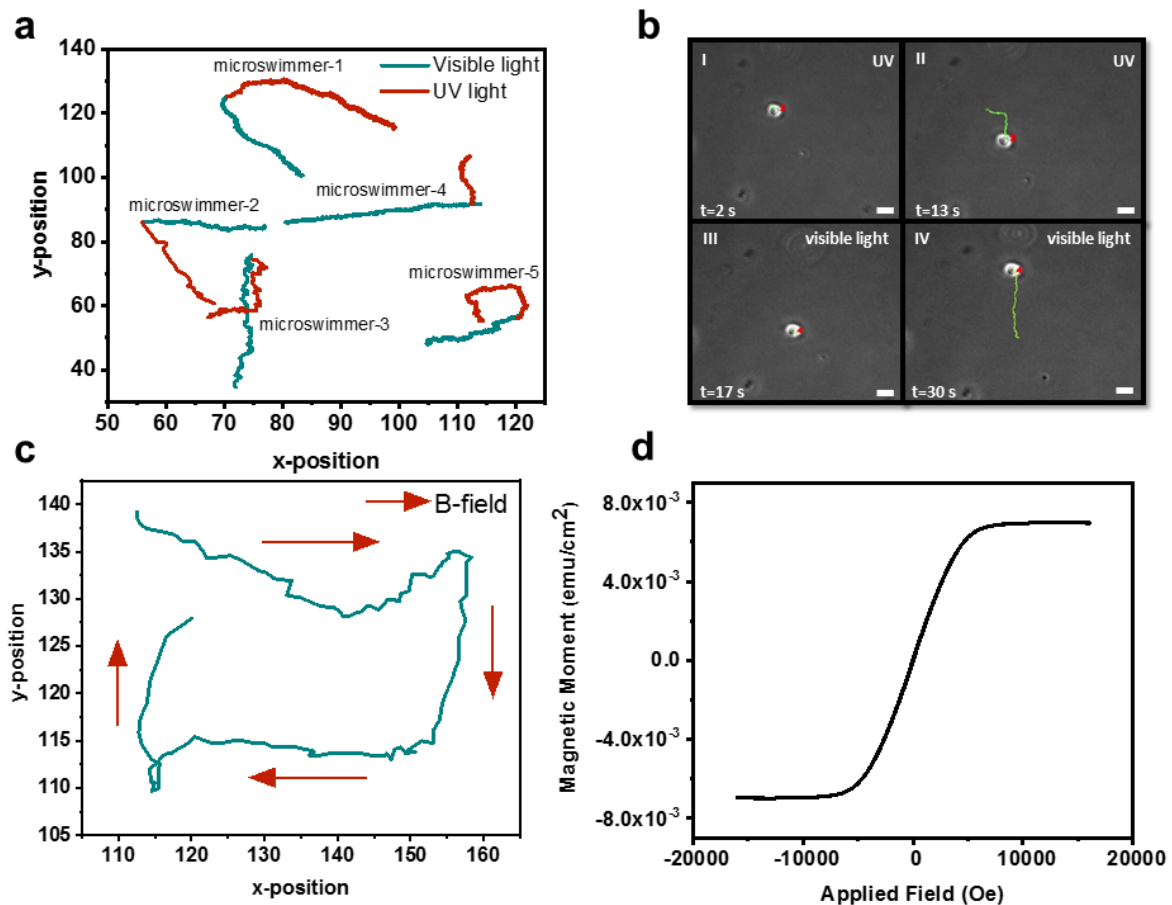 a
140
120
100
80
60
40
y-position
50 60 70 80 90 100 110 120
x-position
microswimmer-1
Visible light
UV light
microswimmer-2
microswimmer-4
microswimmer-5
microswimmer-3
b
I UV
t=2 s
II UV
t=13 s
III visible light
t=17 s
IV visible light
t=30 s
c
140
135
130
125
120
115
110
105
y-position
110 120 130 140 150 160
x-position
B-field
d
8.0x10⁻³
4.0x10⁻³
0.0
-4.0x10⁻³
-8.0x10⁻³
Magnetic Moment (emu/cm²)
-20000 -10000 0 10000 20000
Applied Field (Oe)